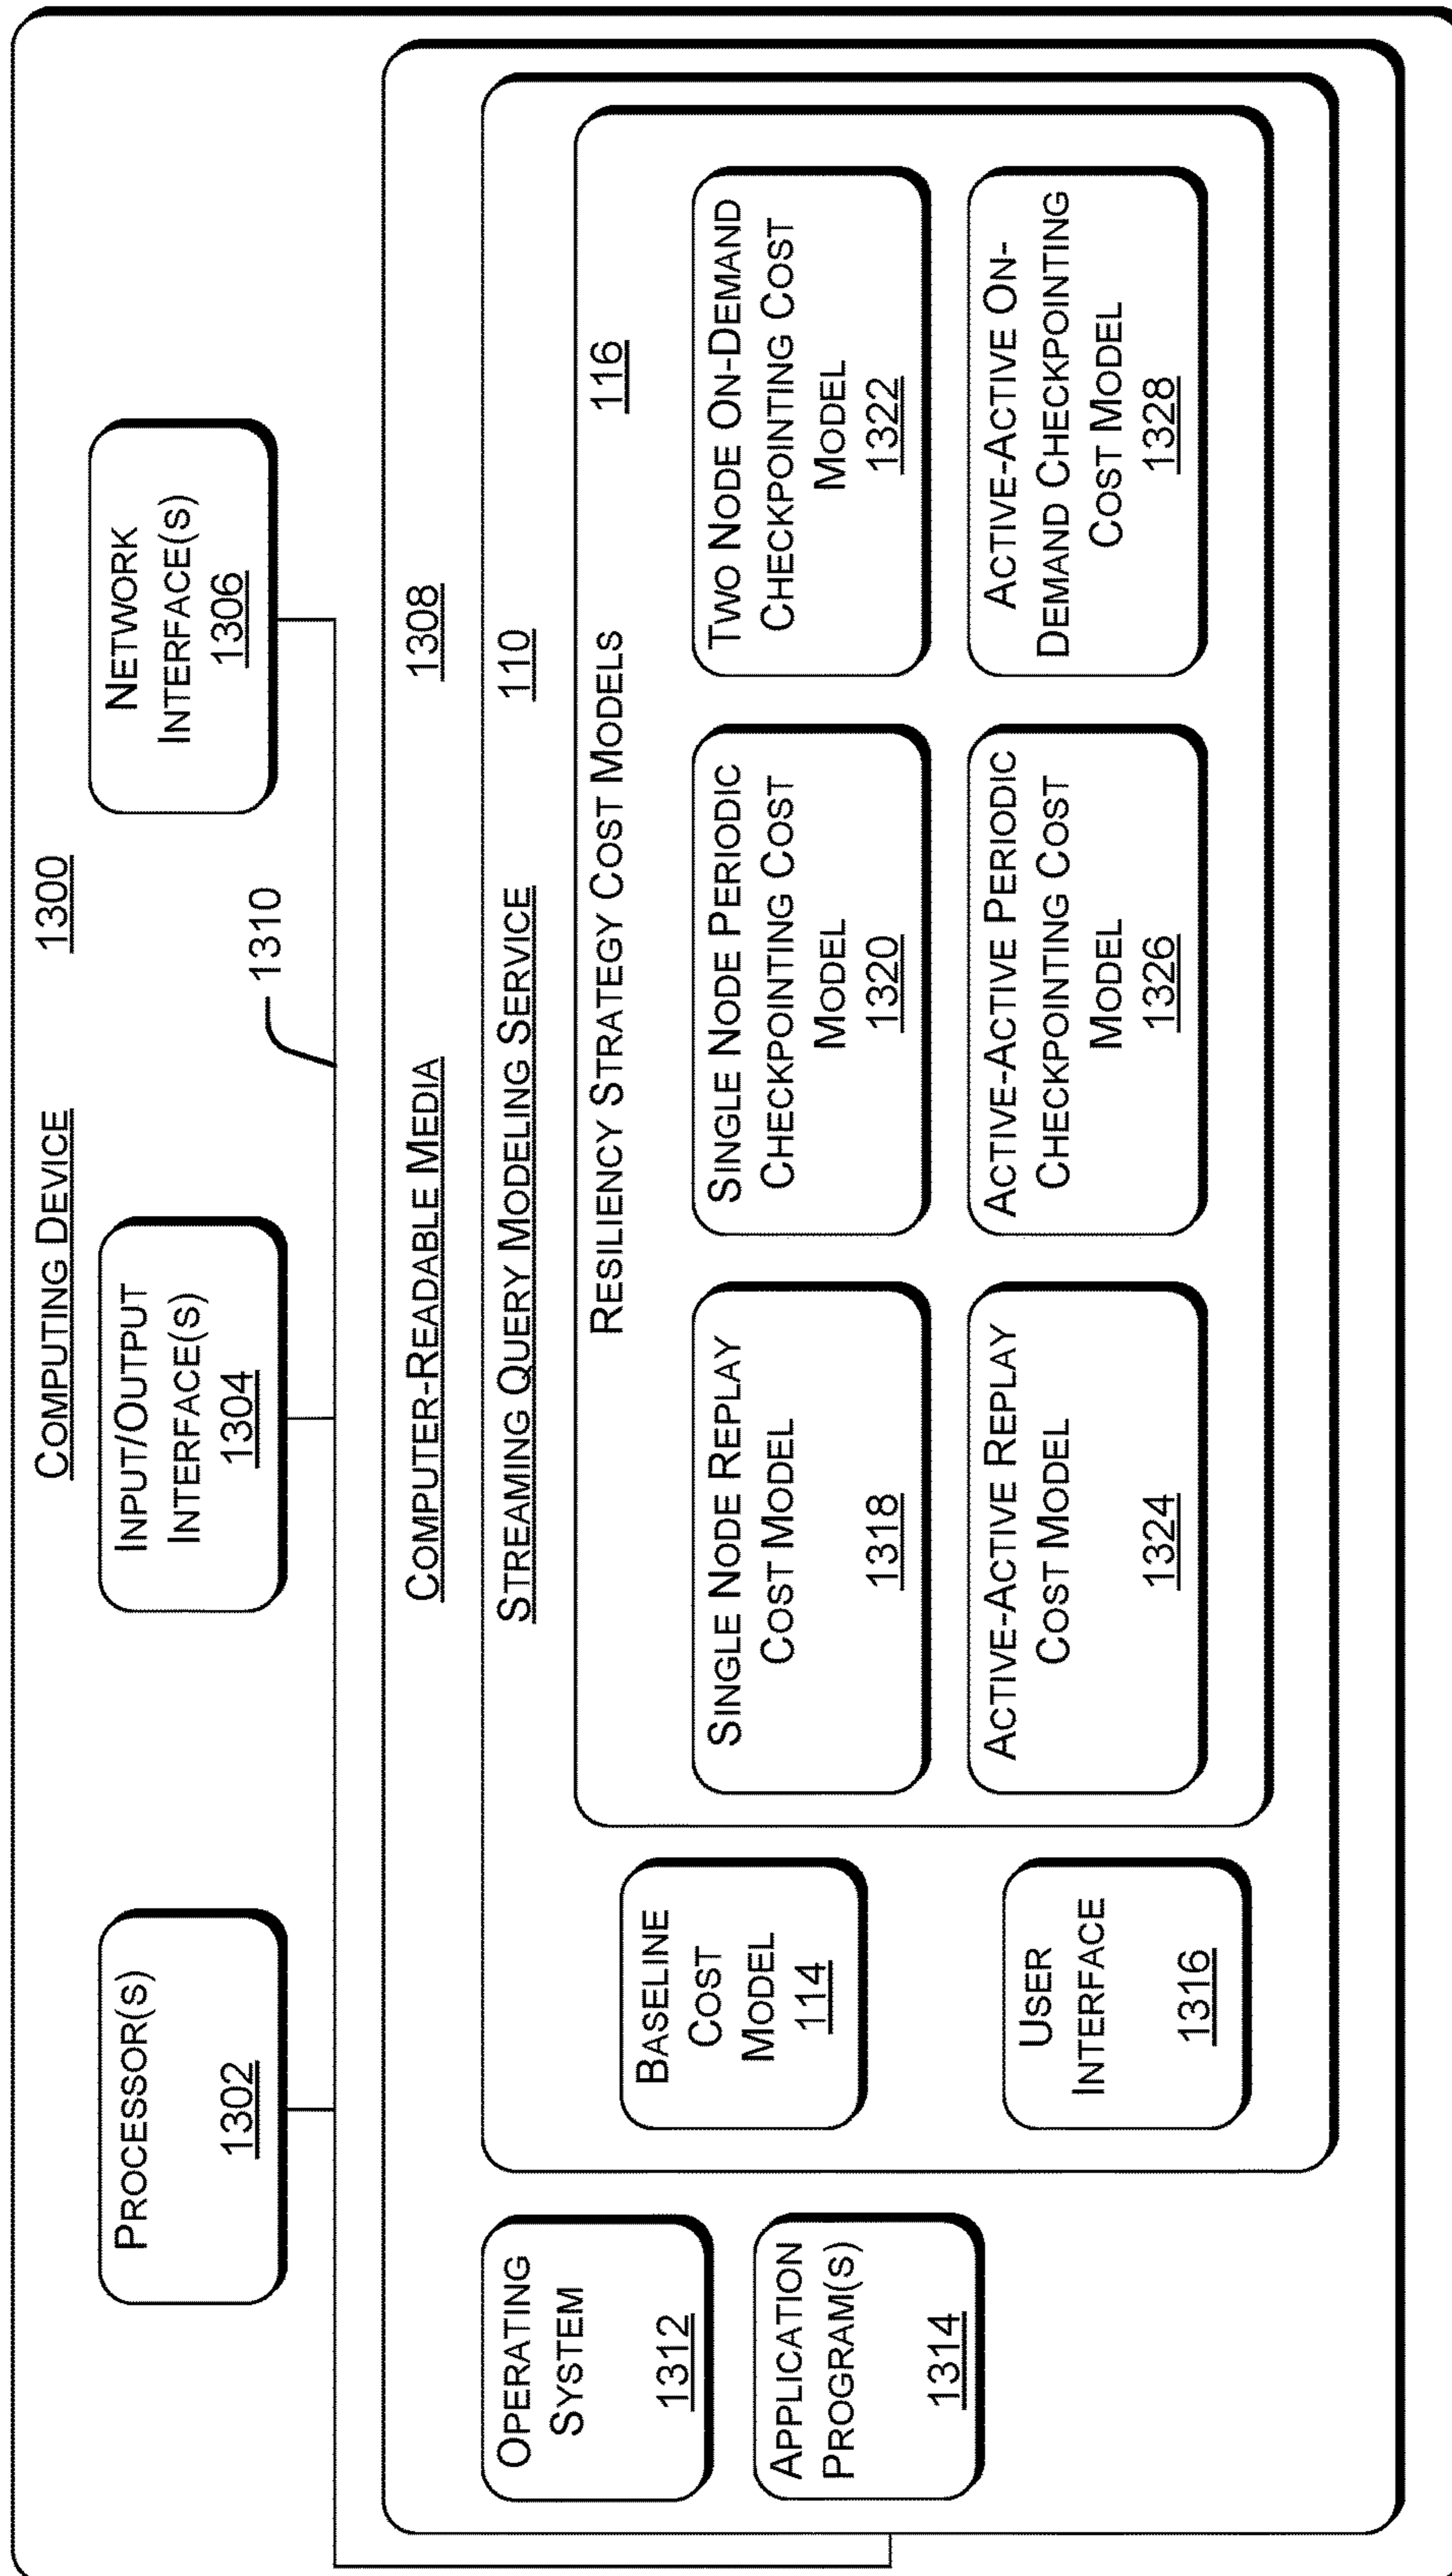 COMPUTING DEVICE 1300
PROCESSOR(S)
1302
INPUT/OUTPUT
INTERFACE(S)
1304
NETWORK
INTERFACE(S)
1306
1310
COMPUTER-READABLE MEDIA 1308
OPERATING
SYSTEM
1312
APPLICATION
PROGRAM(S)
1314
STREAMING QUERY MODELING SERVICE 110
BASELINE
COST
MODEL
114
USER
INTERFACE
1316
RESILIENCY STRATEGY COST MODELS 116
SINGLE NODE REPLAY
COST MODEL
1318
SINGLE NODE PERIODIC
CHECKPOINTING COST
MODEL
1320
TWO NODE ON-DEMAND
CHECKPOINTING COST
MODEL
1322
ACTIVE-ACTIVE REPLAY
COST MODEL
1324
ACTIVE-ACTIVE PERIODIC
CHECKPOINTING COST
MODEL
1326
ACTIVE-ACTIVE ON-
DEMAND CHECKPOINTING
COST MODEL
1328